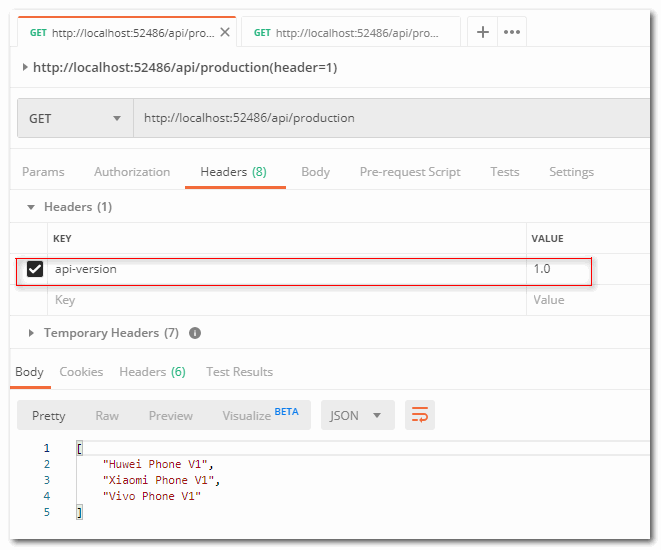 GET http://localhost:52486/api/pro... GET http://localhost:52486/api/pro...
http://localhost:52486/api/production(header=1)
GET http://localhost:52486/api/production
Params Authorization Headers (8) Body Pre-request Script Tests Settings
Headers (1)
KEY VALUE
api-version 1.0
Key Value
Temporary Headers (7)
Body Cookies Headers (6) Test Results
Pretty Raw Preview Visualize BETA JSON
1 [
2 "Huwei Phone V1",
3 "Xiaomi Phone V1",
4 "Vivo Phone V1"
5 ]